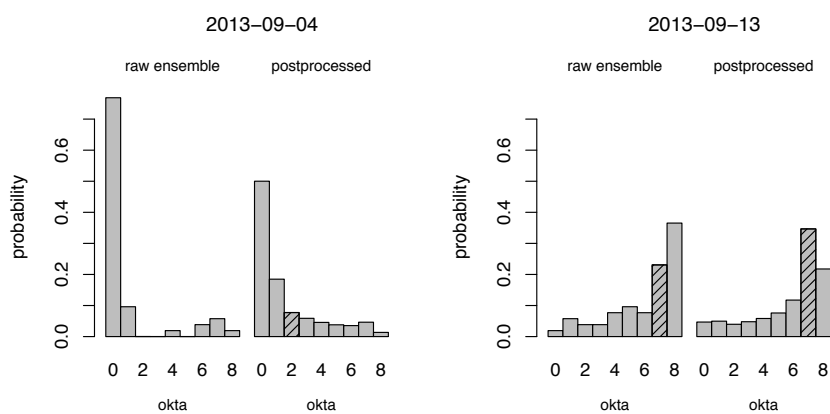 2013−09−04
raw ensemble postprocessed
probability
0.0 0.2 0.4 0.6
0 2 4 6 8 0 2 4 6 8
okta okta
2013−09−13
raw ensemble postprocessed
probability
0.0 0.2 0.4 0.6
0 2 4 6 8 0 2 4 6 8
okta okta